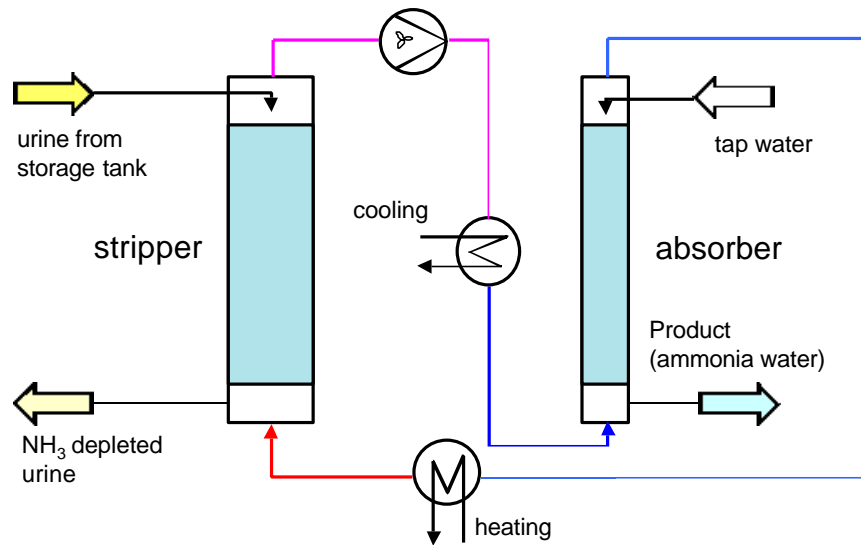 urine from
storage tank
tap water
cooling
stripper
absorber
Product
(ammonia water)
NH₃ depleted
urine
heating